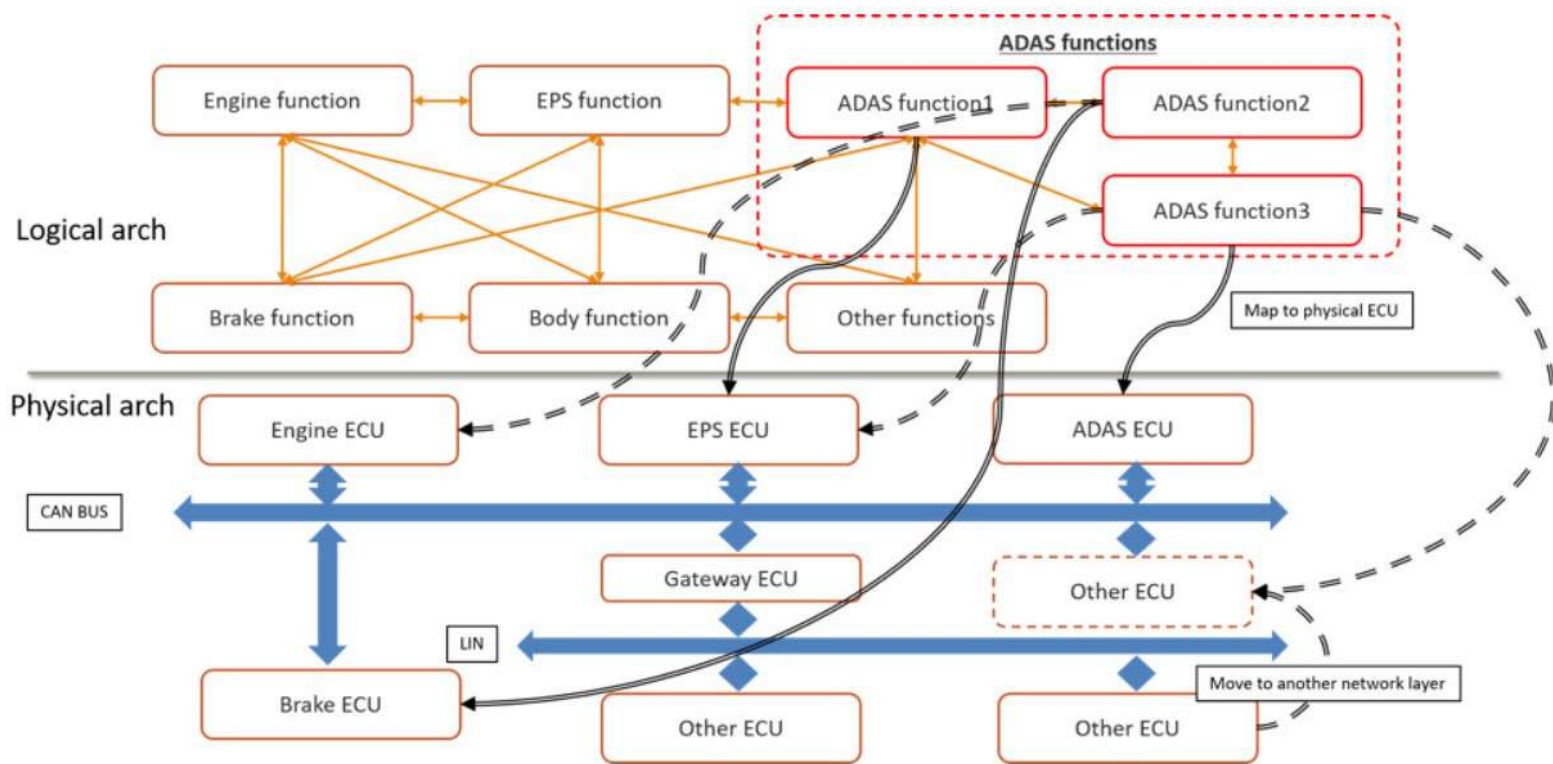 ADAS functions
Engine function
EPS function
ADAS function1
ADAS function2
ADAS function3
Logical arch
Brake function
Body function
Other functions
Map to physical ECU
Physical arch
Engine ECU
EPS ECU
ADAS ECU
CAN BUS
Gateway ECU
Other ECU
LIN
Brake ECU
Other ECU
Move to another network layer
Other ECU